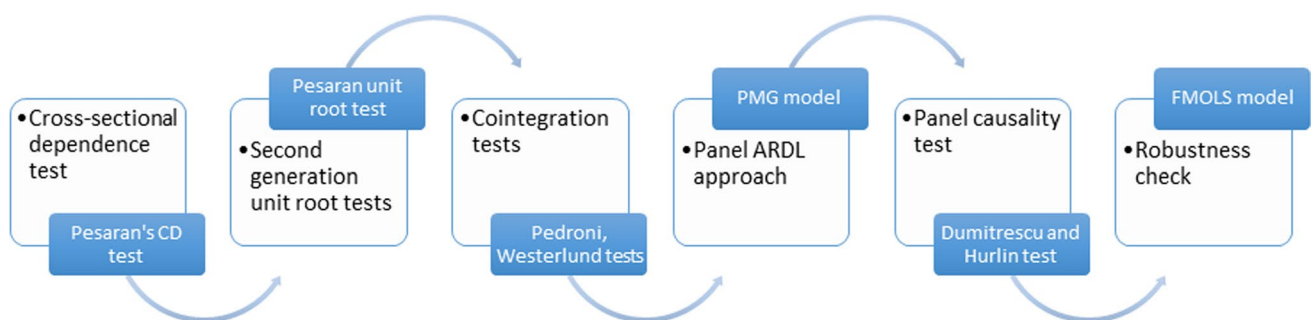 •Cross-sectional
dependence
test
Pesaran's CD
test
Pesaran unit
root test
•Second
generation
unit root tests
•Cointegration
tests
Pedroni,
Westerlund tests
PMG model
•Panel ARDL
approach
•Panel causality
test
Dumitrescu and
Hurlin test
FMOLS model
•Robustness
check